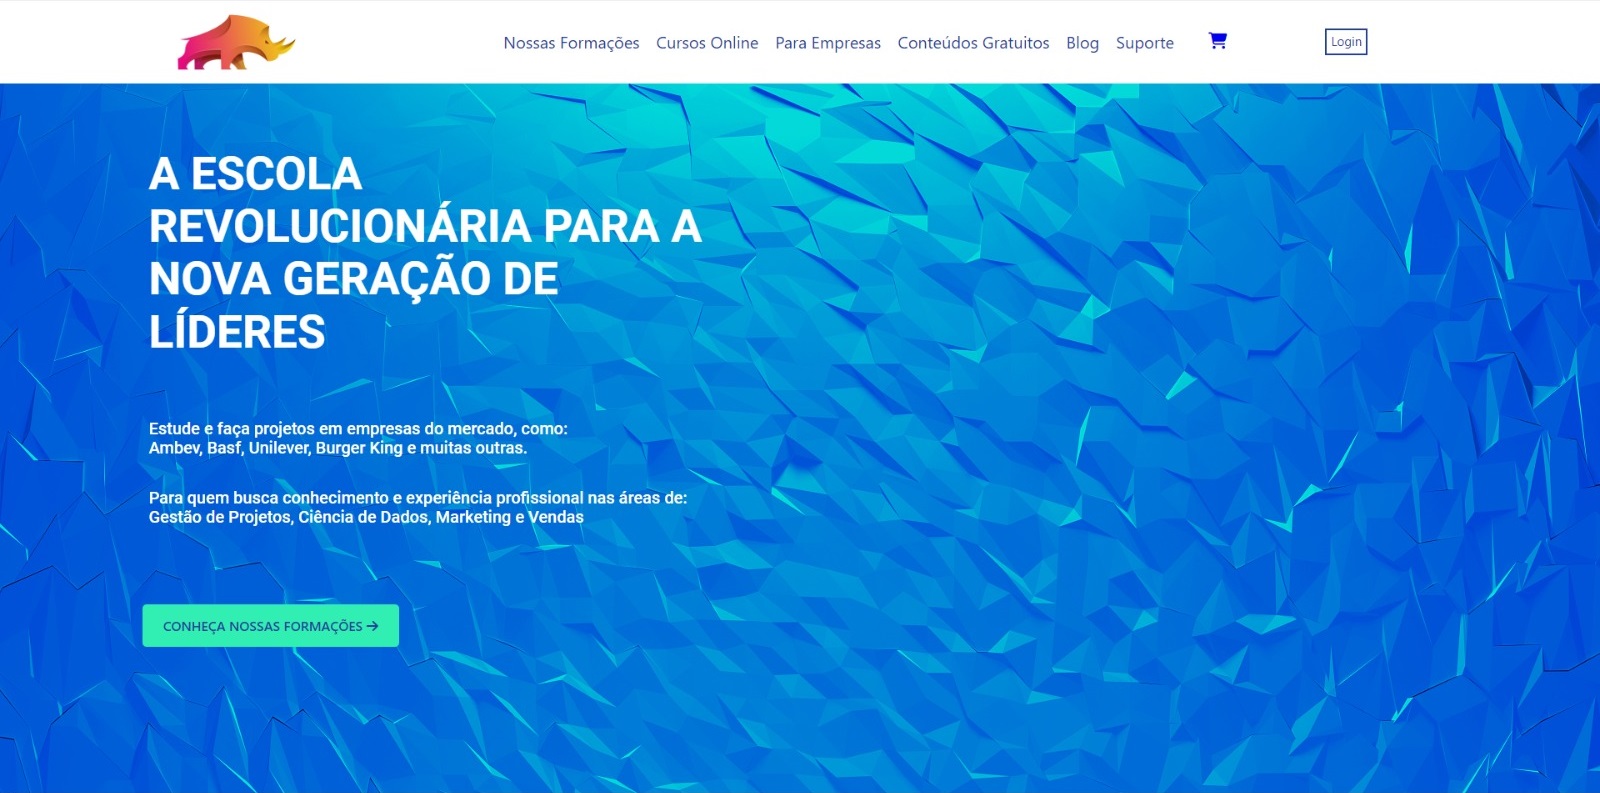 Nossas Formações Cursos Online Para Empresas Conteúdos Gratuitos Blog Suporte Login
A ESCOLA
REVOLUCIONÁRIA PARA A
NOVA GERAÇÃO DE
LÍDERES
Estude e faça projetos em empresas do mercado, como:
Ambev, Basf, Unilever, Burger King e muitas outras.
Para quem busca conhecimento e experiência profissional nas áreas de:
Gestão de Projetos, Ciência de Dados, Marketing e Vendas
CONHEÇA NOSSAS FORMAÇÕES →